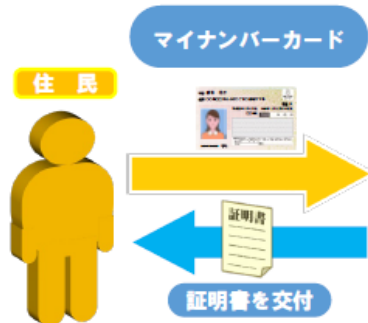 マイナンバーカード
住 民
証明書
証明書を交付